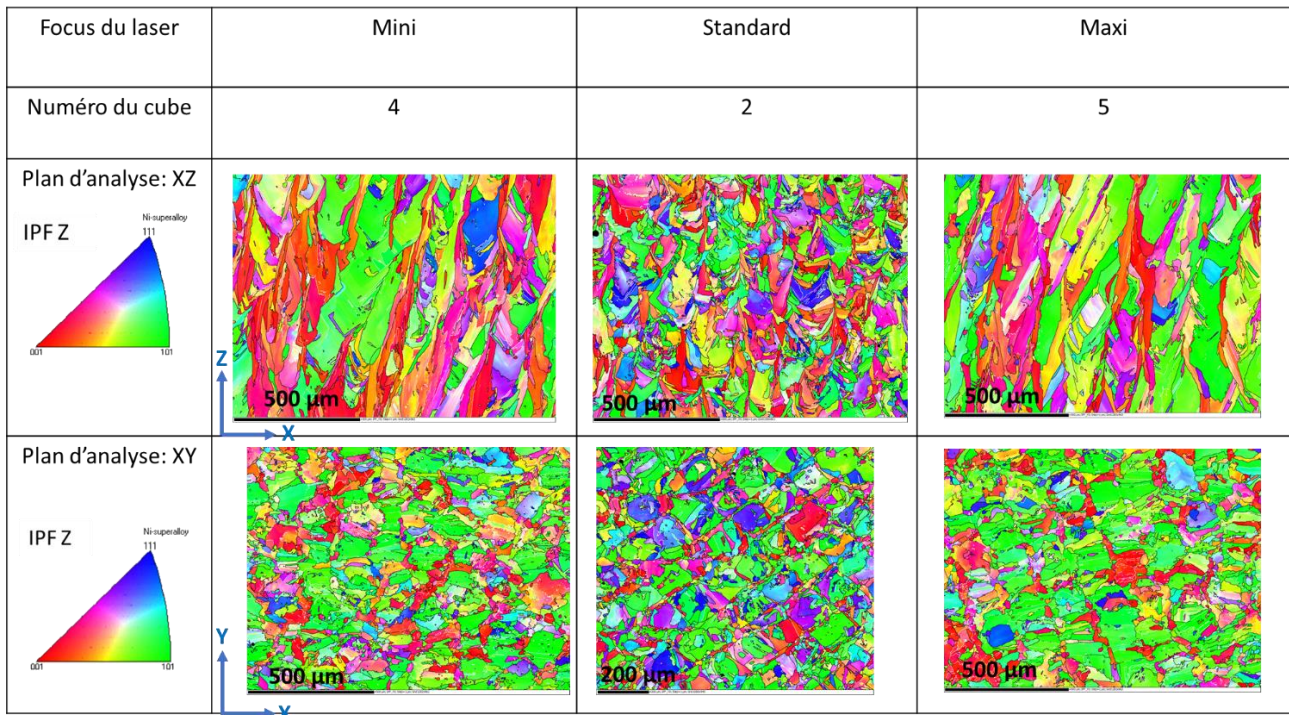 Focus du laser
Mini
Standard
Maxi
Numéro du cube
4
2
5
Plan d'analyse: XZ
IPF Z
Ni-superalloy
111
001
101
Z
X
500 µm
500 µm
500 µm
Plan d'analyse: XY
IPF Z
Ni-superalloy
111
001
101
Y
X
500 µm
200 µm
500 µm